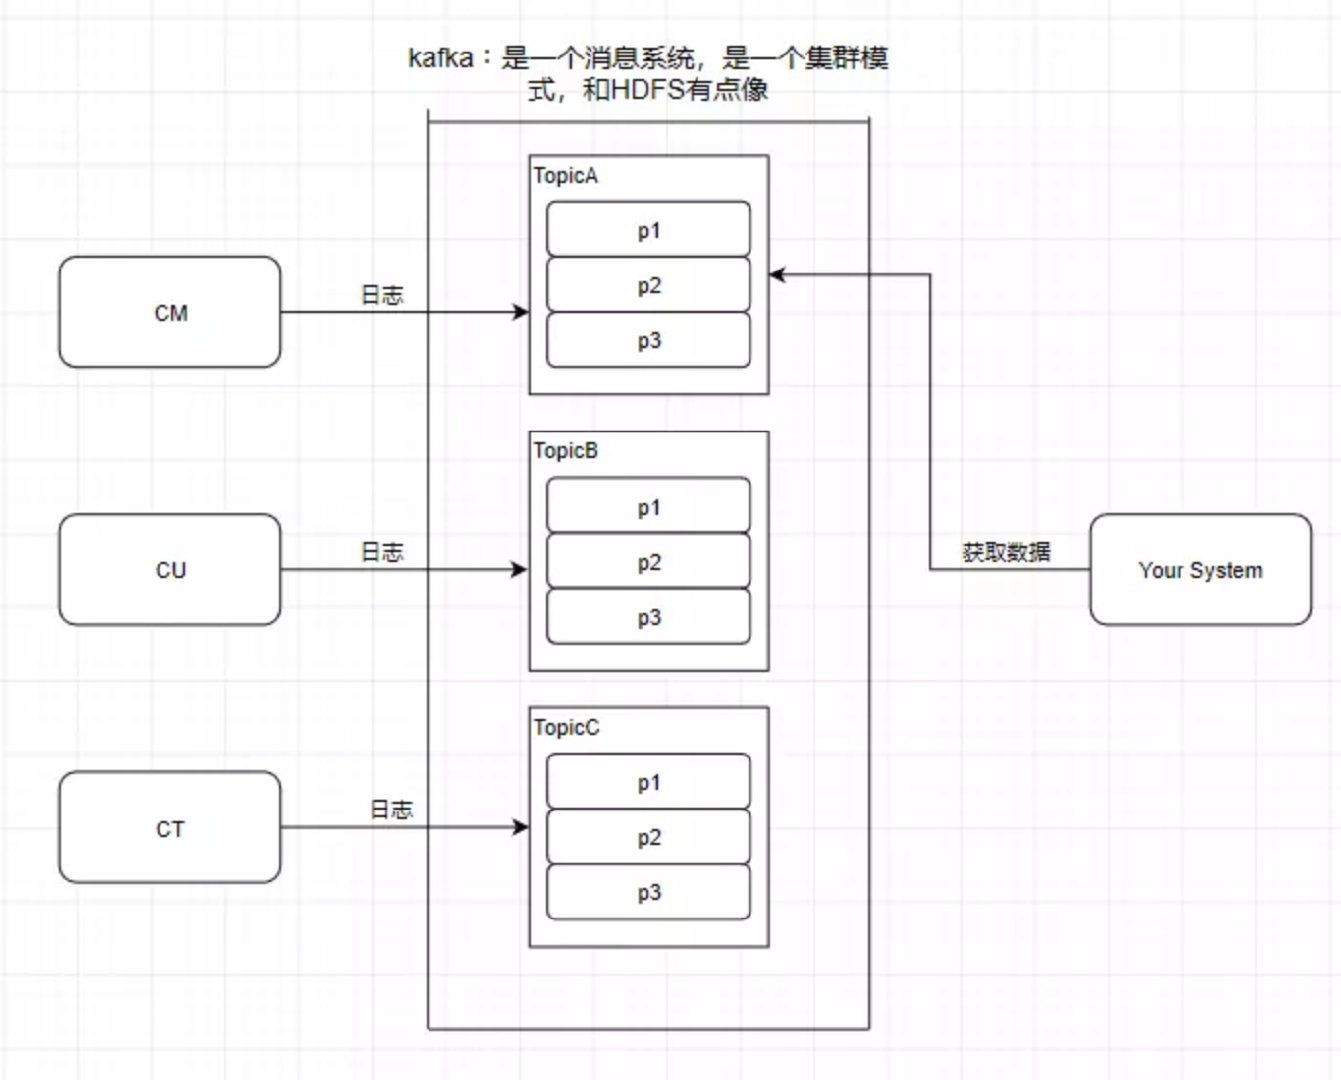 kafka：是一个消息系统，是一个集群模
式，和HDFS有点像
TopicA
p1
p2
p3
CM
日志
TopicB
p1
p2
p3
CU
日志
获取数据
Your System
TopicC
p1
p2
p3
CT
日志